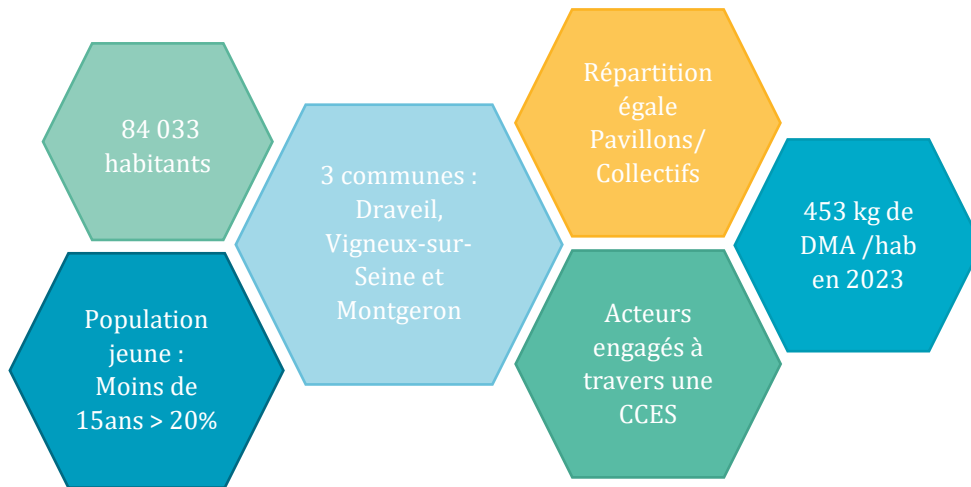 84 033
habitants
Population
jeune :
Moins de
15ans > 20%
3 communes :
Draveil,
Vigneux-sur-
Seine et
Montgeron
Répartition
égale
Pavillons/
Collectifs
Acteurs
engagés à
travers une
CCES
453 kg de
DMA /hab
en 2023